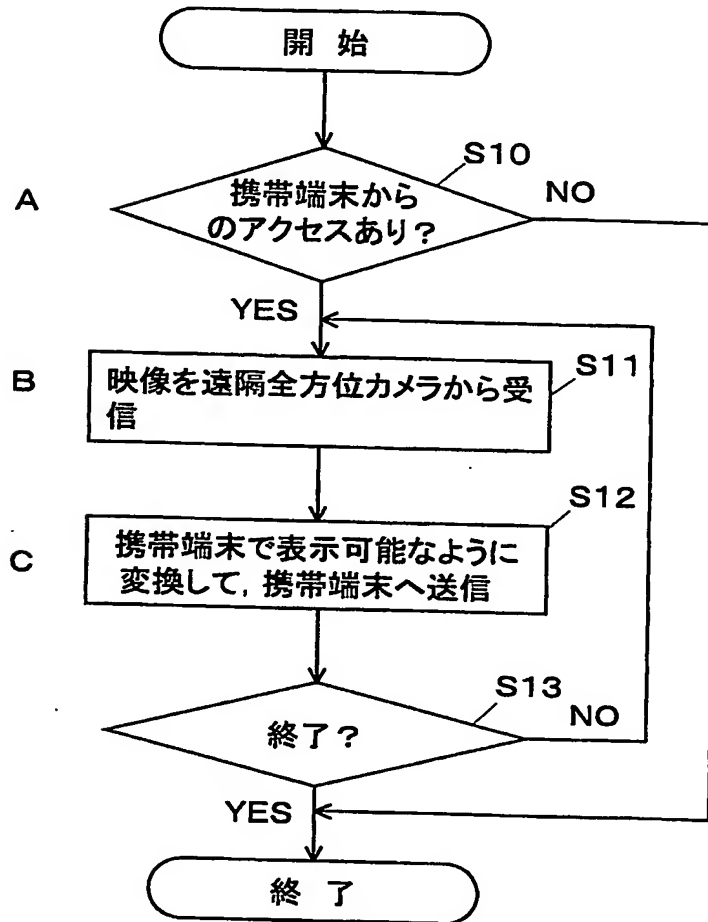 開 始
S10
A
携帯端末から
のアクセスあり？
NO
YES
B
S11
映像を遠隔全方位カメラから受
信
S12
C
携帯端末で表示可能なように
変換して，携帯端末へ送信
S13
終了？
NO
YES
終 了